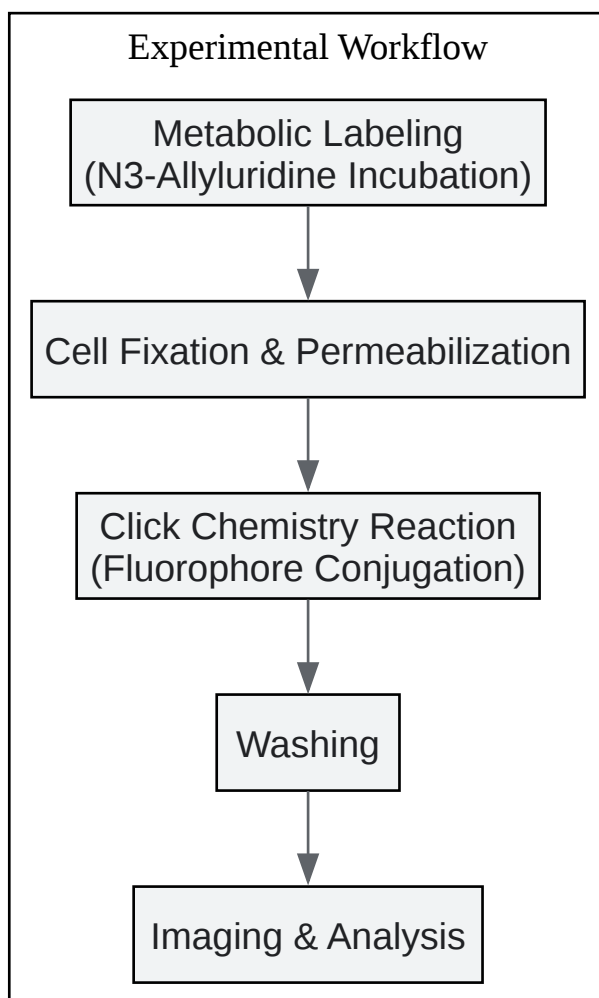 Experimental Workflow
Metabolic Labeling
(N3-Allyluridine Incubation)
Cell Fixation & Permeabilization
Click Chemistry Reaction
(Fluorophore Conjugation)
Washing
Imaging & Analysis